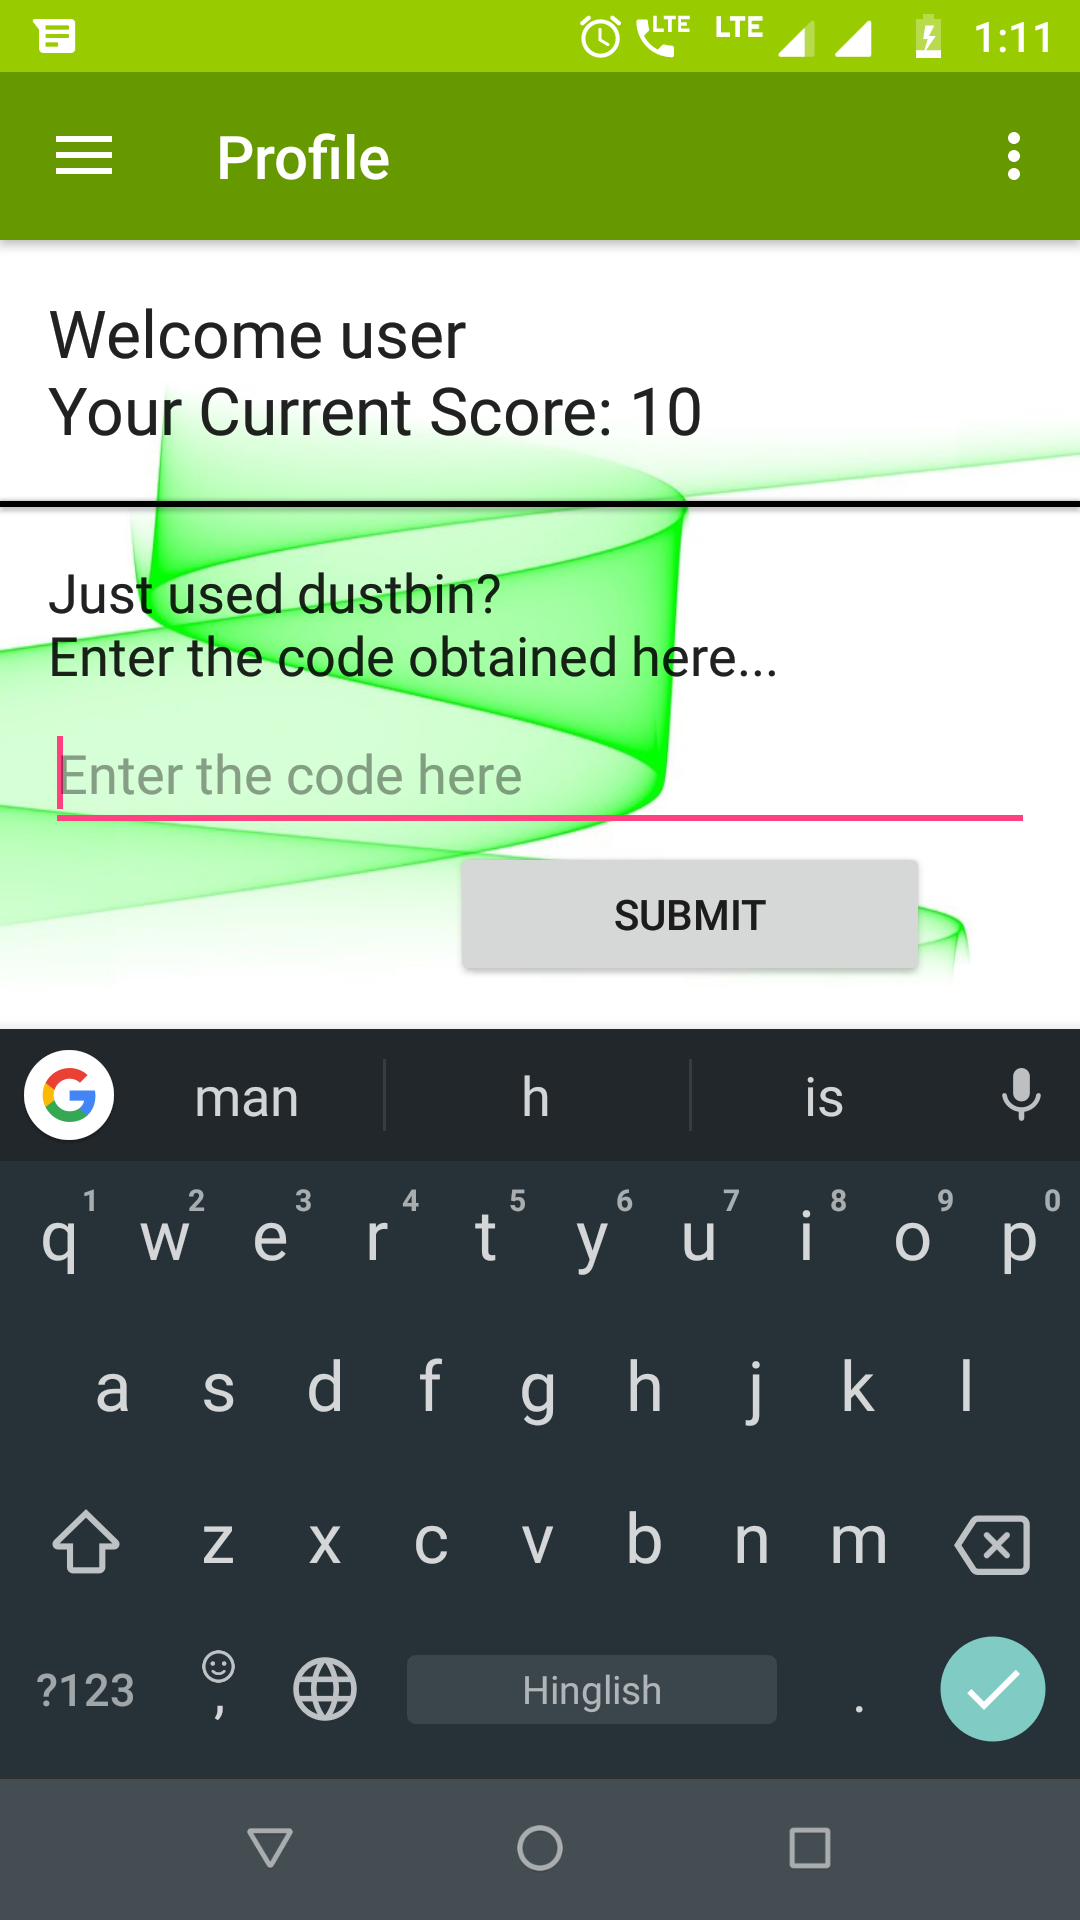 LTE LTE 1:11
Profile
Welcome user
Your Current Score: 10
Just used dustbin?
Enter the code obtained here...
Enter the code here
SUBMIT
G man h is
1 2 3 4 5 6 7 8 9 0
q w e r t y u i o p
a s d f g h j k l
z x c v b n m
?123 , Hinglish .